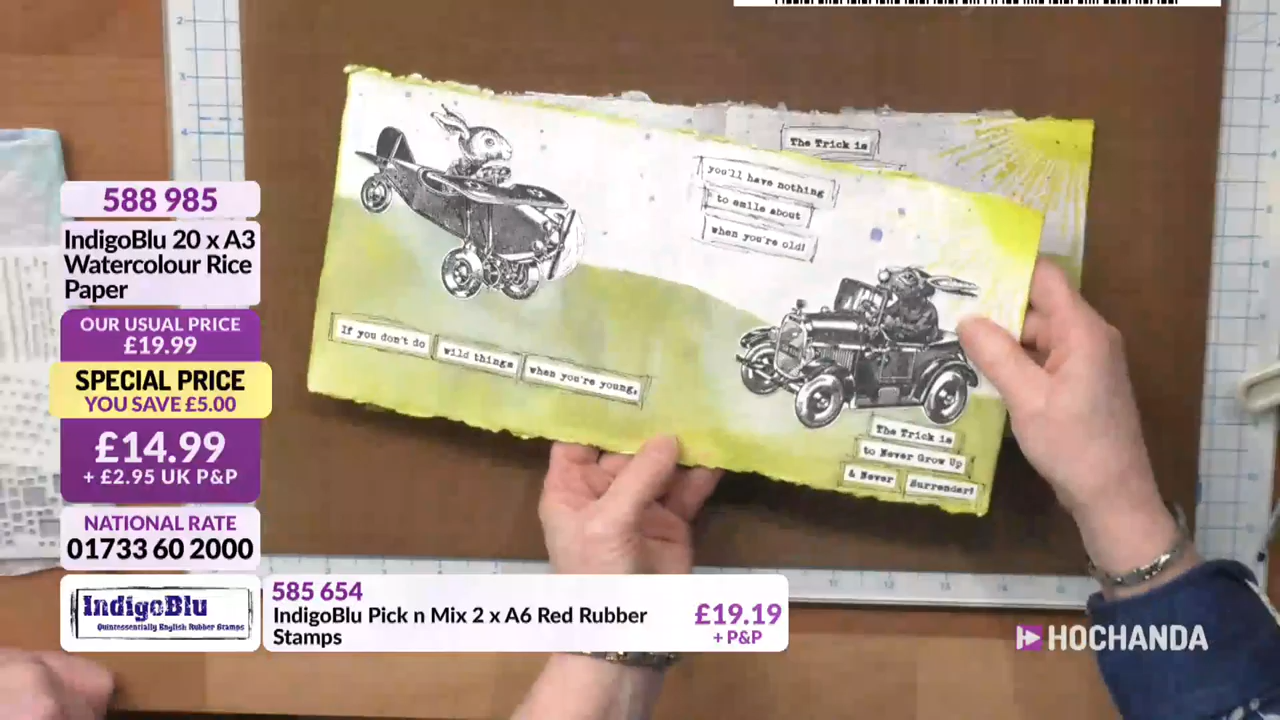 588 985
IndigoBlu 20 x A3
Watercolour Rice
Paper
OUR USUAL PRICE
£19.99
SPECIAL PRICE
YOU SAVE £5.00
£14.99
+ £2.95 UK P&P
NATIONAL RATE
01733 60 2000
IndigoBlu
Quintessentially English Rubber Stamps
585 654
IndigoBlu Pick n Mix 2 x A6 Red Rubber
Stamps
£19.19
+ P&P
HOCHANDA
The Trick is
you'll have nothing
to smile about
when you're old!
If you don't do
wild things
when you're young,
The Trick is
to Never Grow Up
& Never
Surrender!